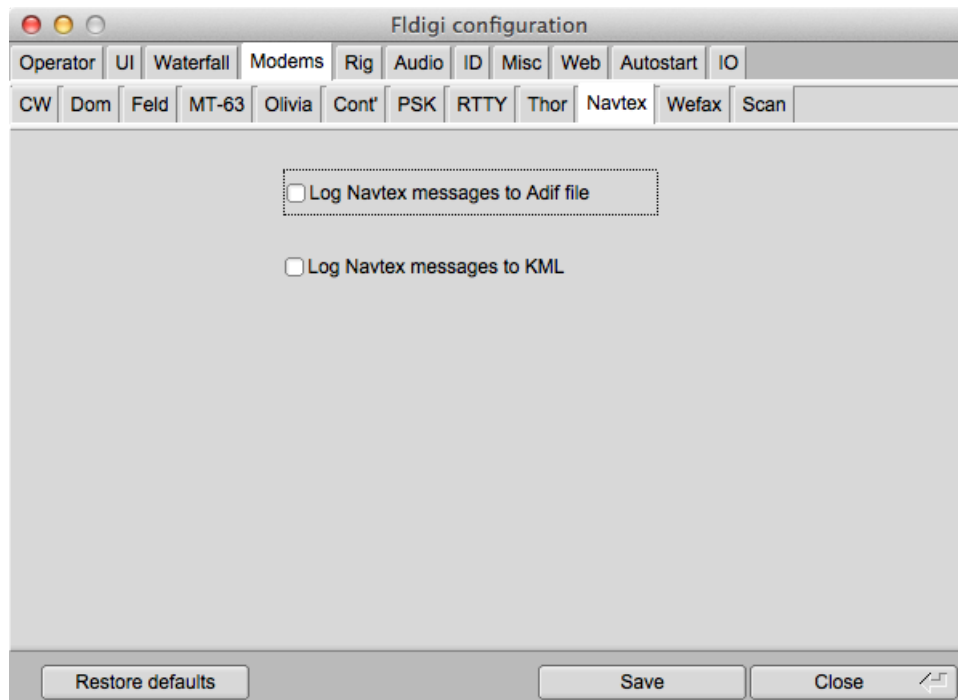 Fldigi configuration
Operator UI Waterfall Modems Rig Audio ID Misc Web Autostart IO
CW Dom Feld MT-63 Olivia Cont' PSK RTTY Thor Navtex Wefax Scan
Log Navtex messages to Adif file
Log Navtex messages to KML
Restore defaults Save Close